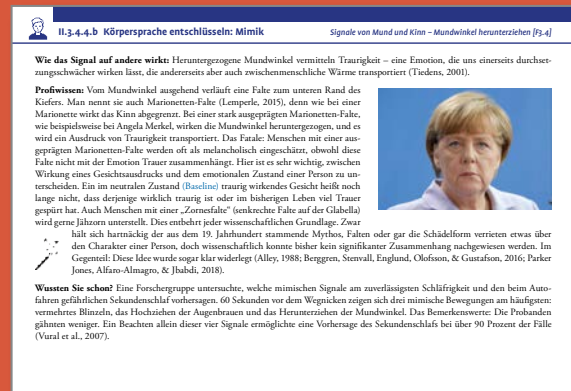 II.3.4.4.b Körpersprache entschlüsseln: Mimik
Signale von Mund und Kinn – Mundwinkel herunterziehen [F3.4]
Wie das Signal auf andere wirkt: Heruntergezogene Mundwinkel vermitteln Traurigkeit – eine Emotion, die uns einerseits durchset-
zungsschwächer wirken lässt, die andererseits aber auch zwischenmenschliche Wärme transportiert (Tiedens, 2001).
Profiwissen: Vom Mundwinkel ausgehend verläuft eine Falte zum unteren Rand des
Kiefers. Man nennt sie auch Marionetten-Falte (Lemperle, 2015), denn wie bei einer
Marionette wirkt das Kinn abgegrenzt. Bei einer stark ausgeprägten Marionetten-Falte,
wie beispielsweise bei Angela Merkel, wirken die Mundwinkel heruntergezogen, und es
wird ein Ausdruck von Traurigkeit transportiert. Das Fatale: Menschen mit einer aus-
geprägten Marionetten-Falte werden oft als melancholisch eingeschätzt, obwohl diese
Falte nicht mit der Emotion Trauer zusammenhängt. Hier ist es sehr wichtig, zwischen
Wirkung eines Gesichtsausdrucks und dem emotionalen Zustand einer Person zu un-
terscheiden. Ein im neutralen Zustand (Baseline) traurig wirkendes Gesicht heißt noch
lange nicht, dass derjenige wirklich traurig ist oder im bisherigen Leben viel Trauer
gespürt hat. Auch Menschen mit einer „Zornesfalte“ (senkrechte Falte auf der Glabella)
wird gerne Jähzorn unterstellt. Dies entbehrt jeder wissenschaftlichen Grundlage. Zwar
hält sich hartnäckig der aus dem 19. Jahrhundert stammende Mythos, Falten oder gar die Schädelform verrieten etwas über
den Charakter einer Person, doch wissenschaftlich konnte bisher kein signifikanter Zusammenhang nachgewiesen werden. Im
Gegenteil: Diese Idee wurde sogar klar widerlegt (Alley, 1988; Berggren, Stenvall, Englund, Olofsson, & Gustafson, 2016; Parker
Jones, Alfaro-Almagro, & Jbabdi, 2018).
Wussten Sie schon? Eine Forschergruppe untersuchte, welche mimischen Signale am zuverlässigsten Schläfrigkeit und den beim Auto-
fahren gefährlichen Sekundenschlaf vorhersagen. 60 Sekunden vor dem Wegnicken zeigen sich drei mimische Bewegungen am häufigsten:
vermehrtes Blinzeln, das Hochziehen der Augenbrauen und das Herunterziehen der Mundwinkel. Das Bemerkenswerte: Die Probanden
gähnten weniger. Ein Beachten allein dieser vier Signale ermöglichte eine Vorhersage des Sekundenschlafs bei über 90 Prozent der Fälle
(Vural et al., 2007).